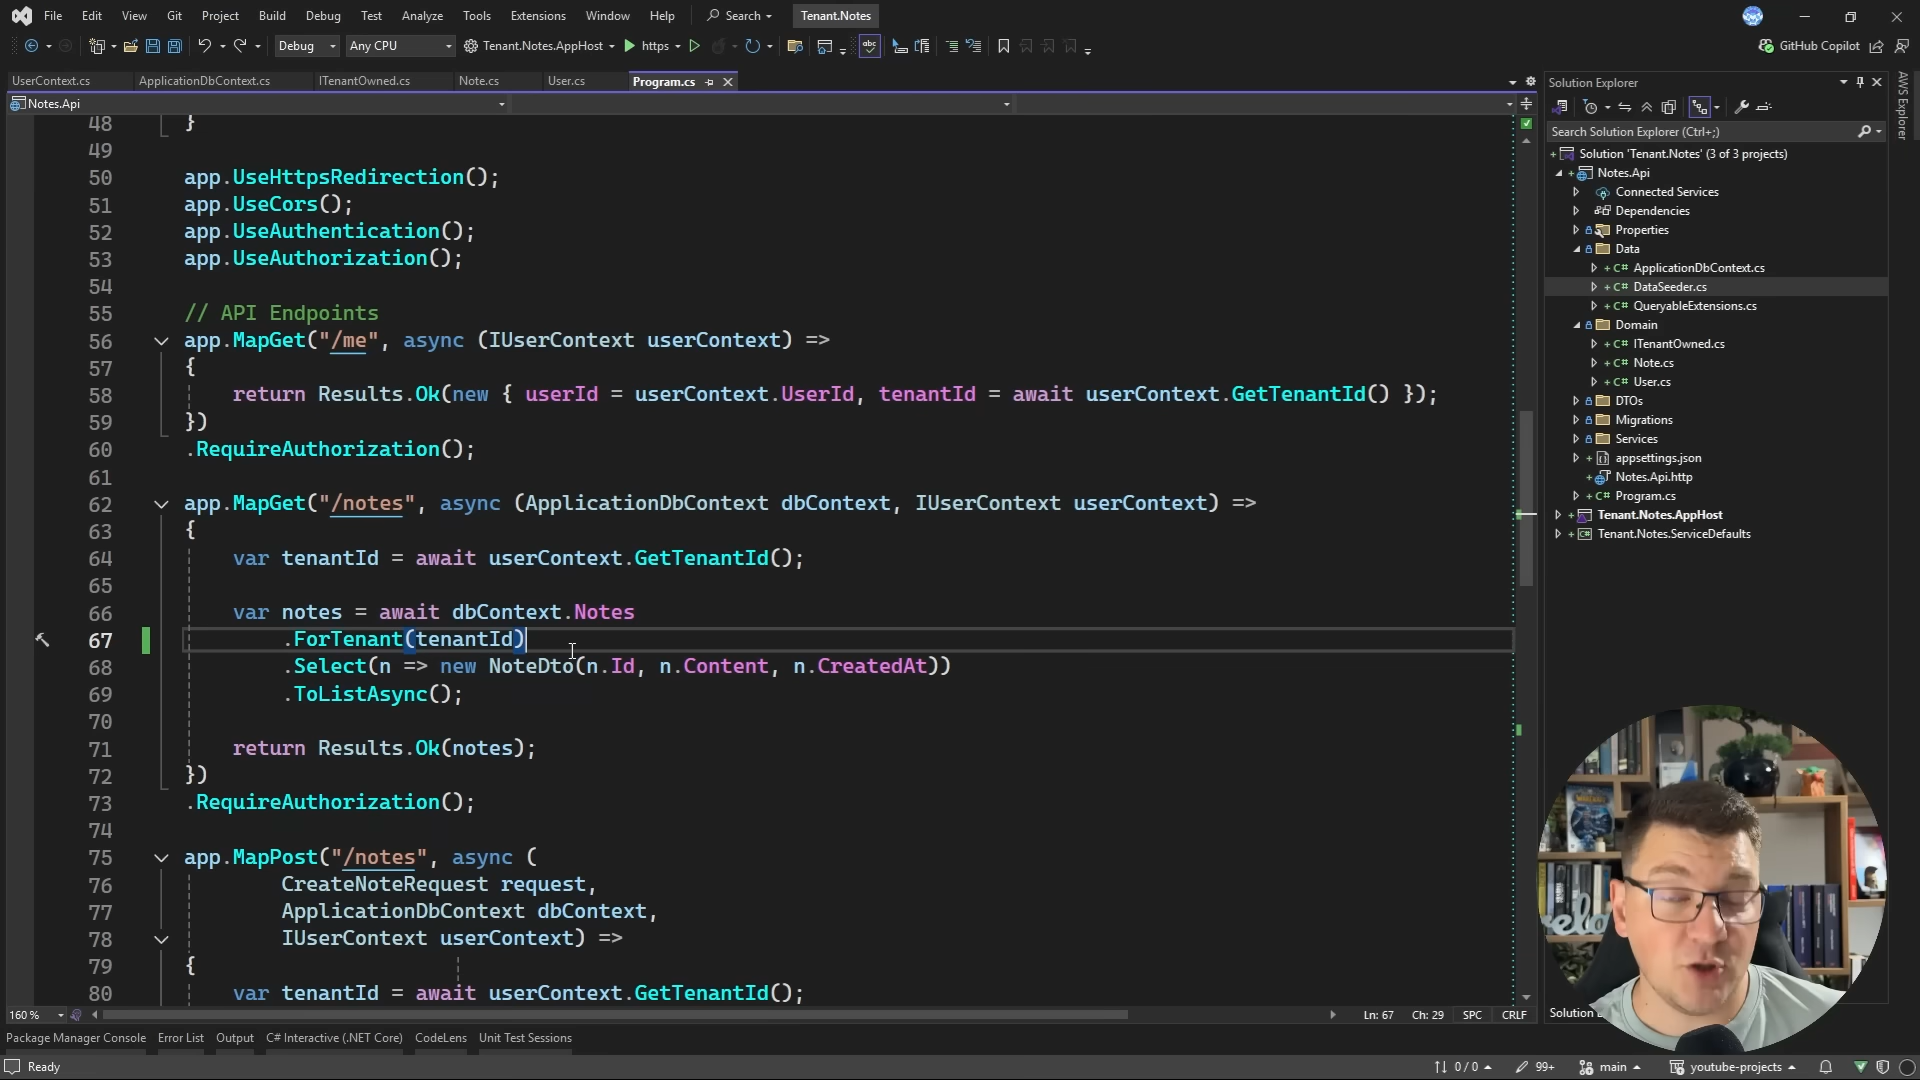 File Edit View Git Project Build Debug Test Analyze Tools Extensions Window Help Search Tenant.Notes
Debug Any CPU Tenant.Notes.AppHost https GitHub Copilot
UserContext.cs ApplicationDbContext.cs ITenantOwned.cs Note.cs User.cs Program.cs
Notes.Api
48 }
49
50 app.UseHttpsRedirection();
51 app.UseCors();
52 app.UseAuthentication();
53 app.UseAuthorization();
54
55 // API Endpoints
56 app.MapGet("/me", async (IUserContext userContext) =>
57 {
58 return Results.Ok(new { userId = userContext.UserId, tenantId = await userContext.GetTenantId() });
59 })
60 .RequireAuthorization();
61
62 app.MapGet("/notes", async (ApplicationDbContext dbContext, IUserContext userContext) =>
63 {
64 var tenantId = await userContext.GetTenantId();
65
66 var notes = await dbContext.Notes
67 .ForTenant(tenantId)
68 .Select(n => new NoteDto(n.Id, n.Content, n.CreatedAt))
69 .ToListAsync();
70
71 return Results.Ok(notes);
72 })
73 .RequireAuthorization();
74
75 app.MapPost("/notes", async (
76 CreateNoteRequest request,
77 ApplicationDbContext dbContext,
78 IUserContext userContext) =>
79 {
80 var tenantId = await userContext.GetTenantId();
160 % Ln: 67 Ch: 29 SPC CRLF
Solution Explorer
Search Solution Explorer (Ctrl+;)
Solution 'Tenant.Notes' (3 of 3 projects)
Notes.Api
Connected Services
Dependencies
Properties
Data
C# ApplicationDbContext.cs
C# DataSeeder.cs
C# QueryableExtensions.cs
Domain
C# ITenantOwned.cs
C# Note.cs
C# User.cs
DTOs
Migrations
Services
appsettings.json
Notes.Api.http
C# Program.cs
Tenant.Notes.AppHost
Tenant.Notes.ServiceDefaults
AWS Explorer
Package Manager Console Error List Output C# Interactive (.NET Core) CodeLens Unit Test Sessions
Ready 0 / 0 99+ main youtube-projects